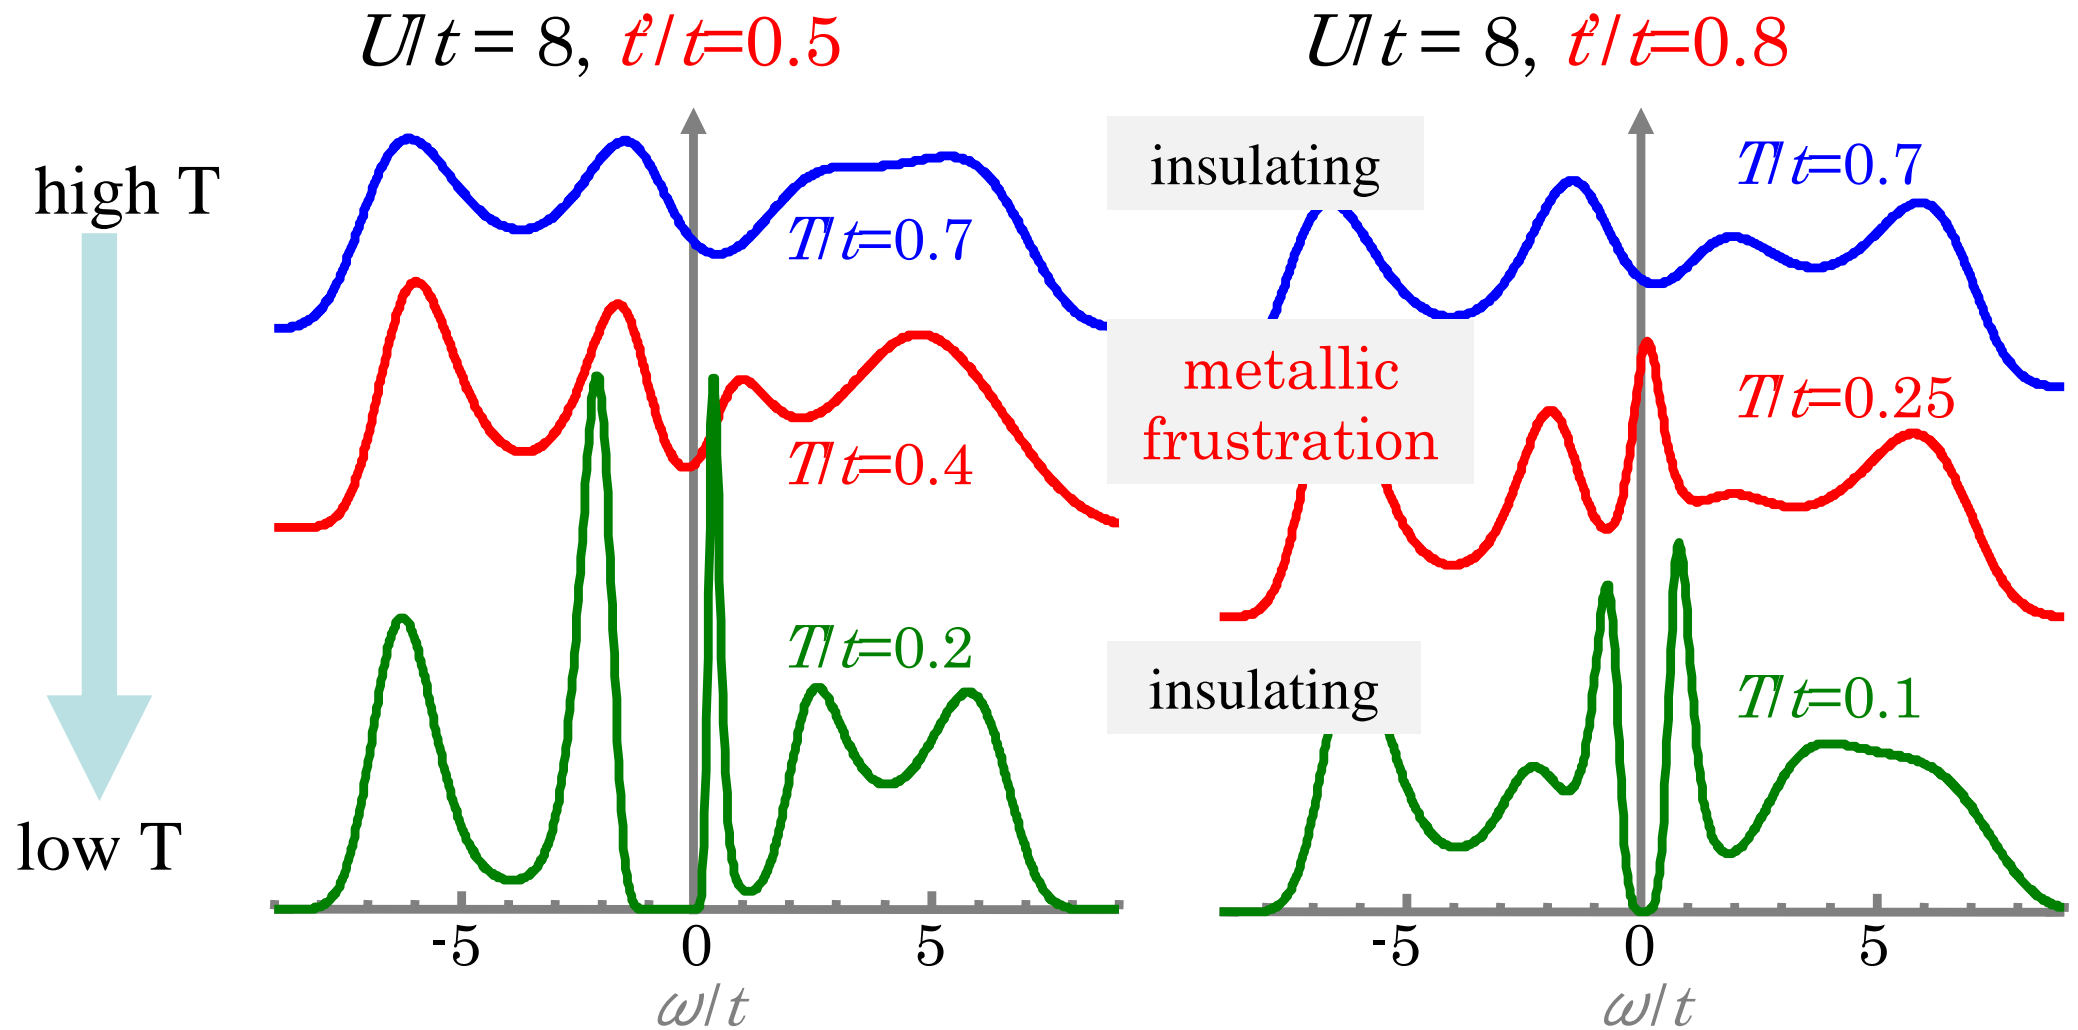 U/t = 8, t'/t=0.5
U/t = 8, t'/t=0.8
high T
low T
T/t=0.7
T/t=0.4
T/t=0.2
-5 0 5
ω/t
insulating
metallic
frustration
insulating
T/t=0.7
T/t=0.25
T/t=0.1
-5 0 5
ω/t